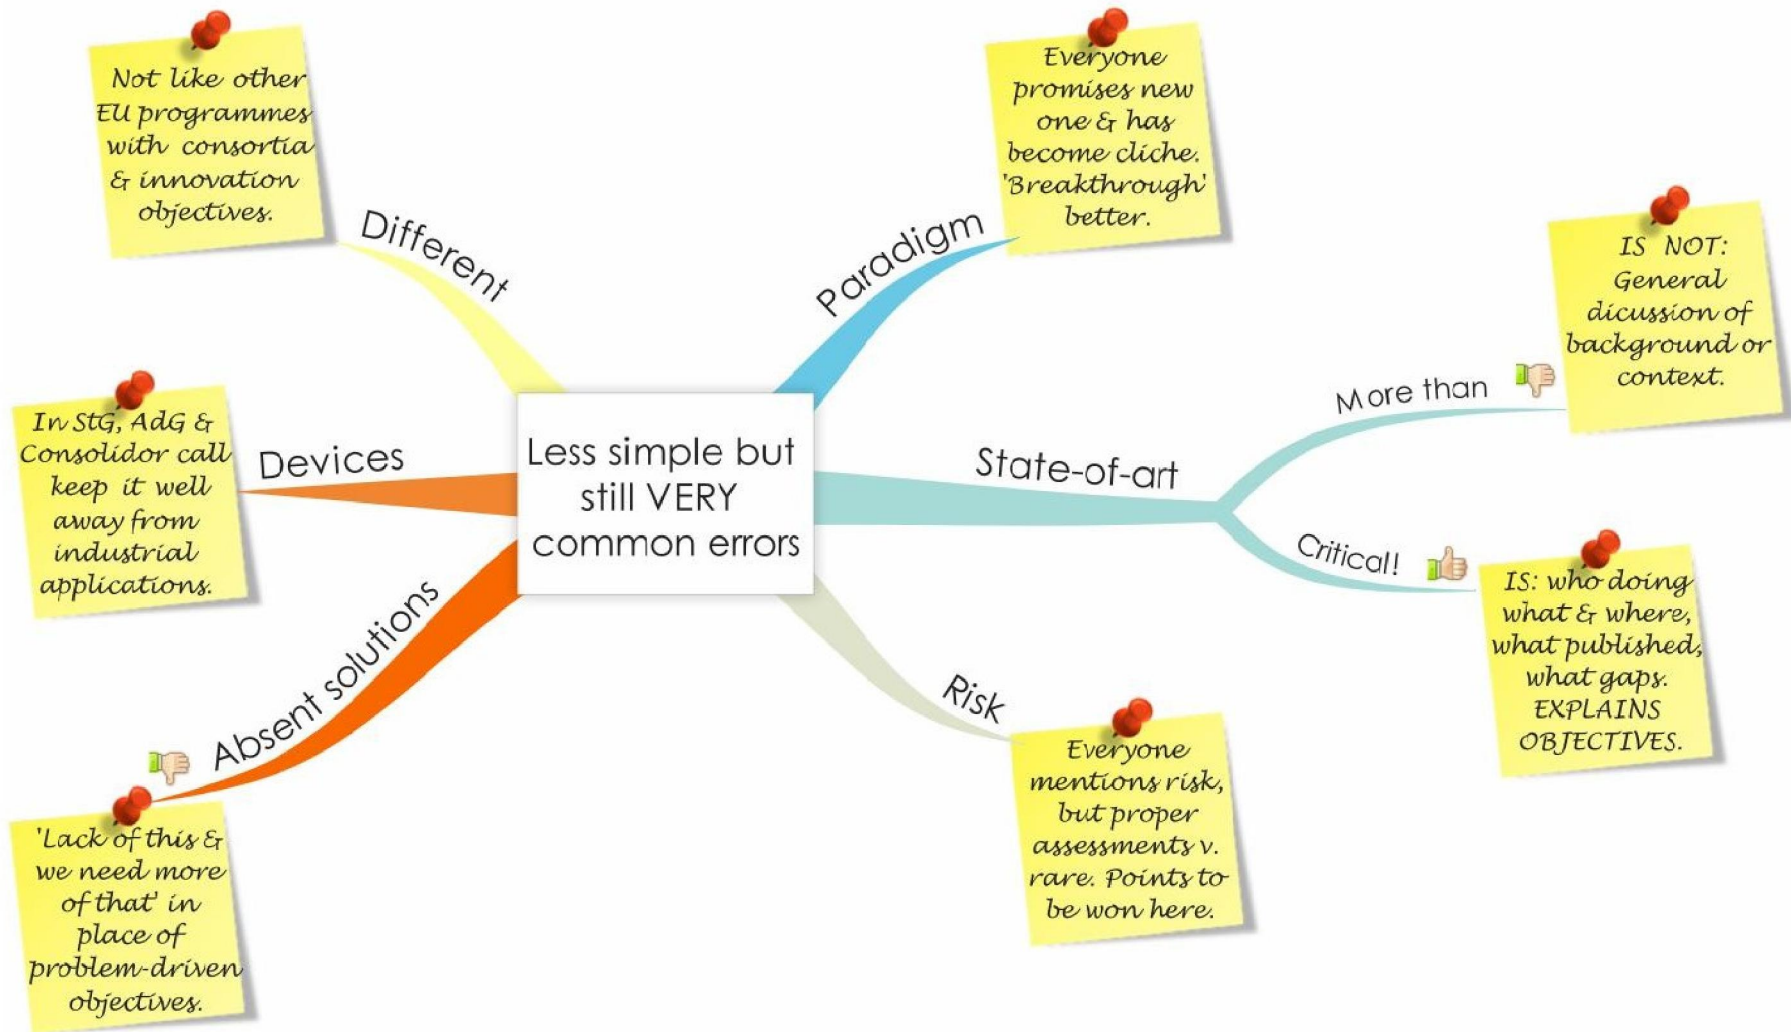 Less simple but
still VERY
common errors
Different
Not like other
EU programmes
with consortia
& innovation
objectives.
Devices
In StG, AdG &
Consolidor call
keep it well
away from
industrial
applications.
Absent solutions
'Lack of this &
we need more
of that' in
place of
problem-driven
objectives.
Paradigm
Everyone
promises new
one & has
become cliche.
'Breakthrough'
better.
State-of-art
More than
IS NOT:
General
dicussion of
background or
context.
Critical!
IS: who doing
what & where,
what published,
what gaps.
EXPLAINS
OBJECTIVES.
Risk
Everyone
mentions risk,
but proper
assessments v.
rare. Points to
be won here.